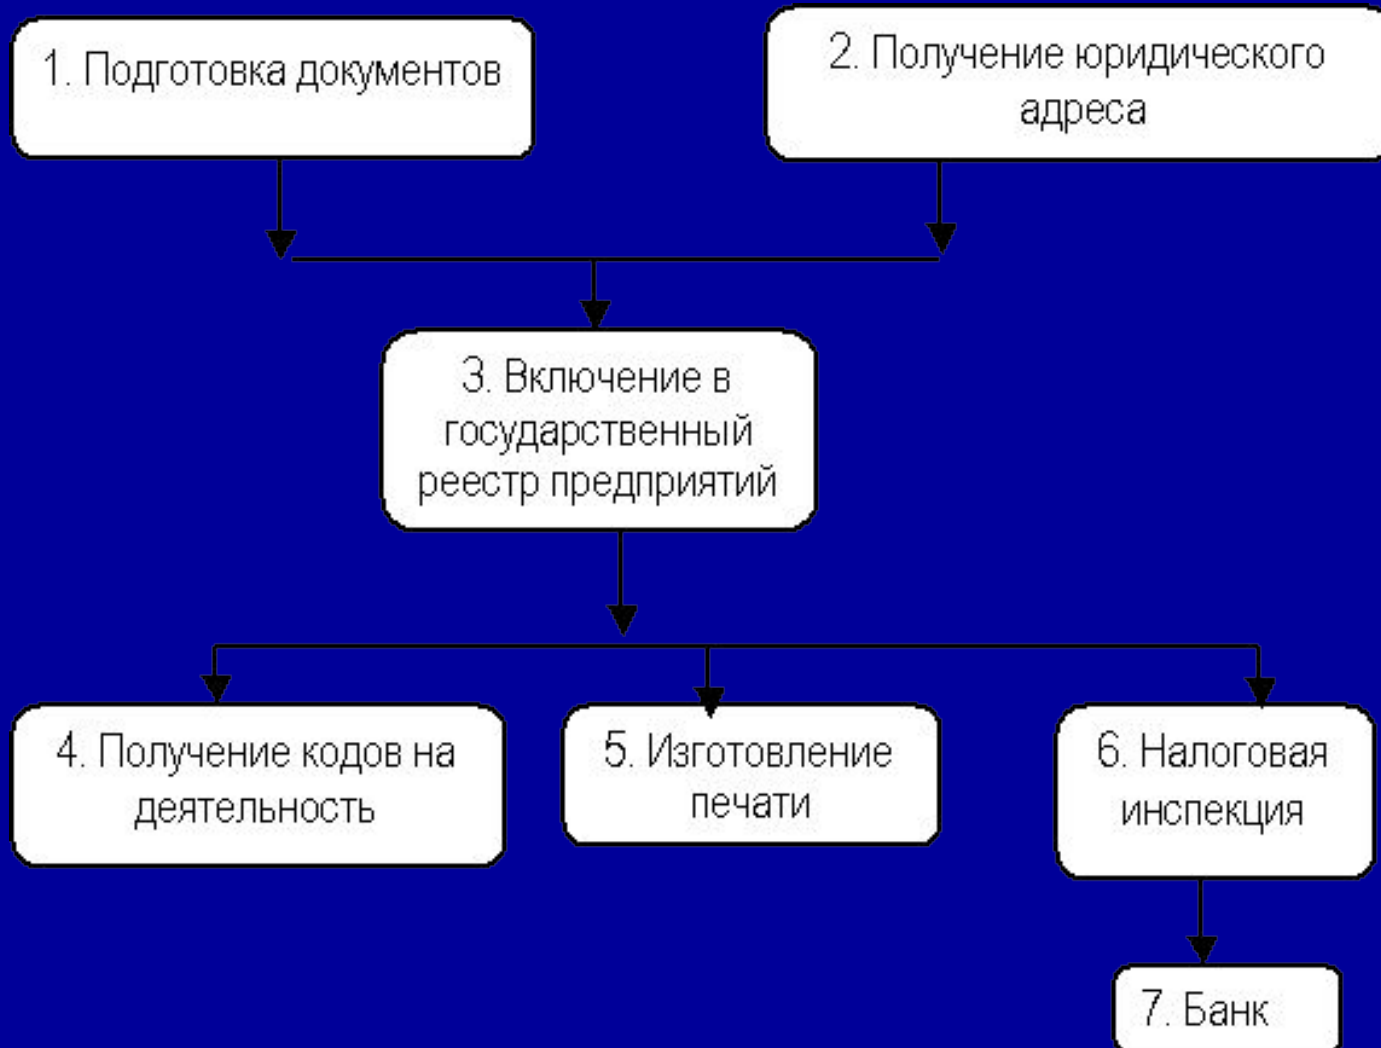 1. Подготовка документов
2. Получение юридического
адреса
3. Включение в
государственный
реестр предприятий
4. Получение кодов на
деятельность
5. Изготовление
печати
6. Налоговая
инспекция
7. Банк